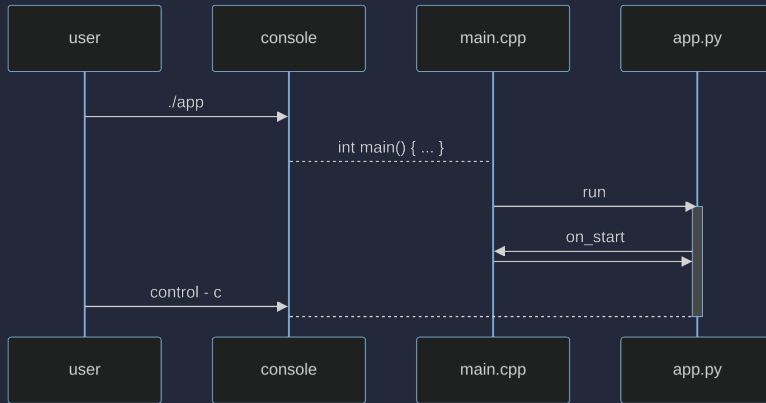 user
console
main.cpp
app.py
./app
int main() { ... }
run
on_start
control - c
user
console
main.cpp
app.py